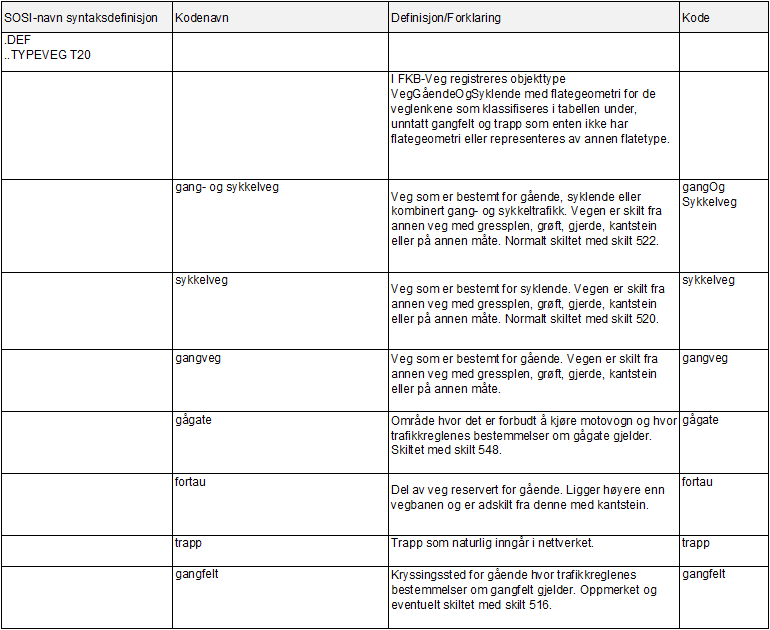 SOSI-navn syntaksdefinisjon Kodenavn Definisjon/Forklaring Kode
.DEF
..TYPEVEG T20
I FKB-Veg registreres objekttype
VegGåendeOgSyklende med flategeometri for de
veglenkene som klassifiseres i tabellen under,
unntatt gangfelt og trapp som enten ikke har
flategeometri eller representeres av annen flatetype.
gang- og sykkelveg
Veg som er bestemt for gående, syklende eller
kombinert gang- og sykkeltrafikk. Vegen er skilt fra
annen veg med gressplen, grøft, gjerde, kantstein
eller på annen måte. Normalt skiltet med skilt 522.
gangOg
Sykkelveg
sykkelveg
Veg som er bestemt for syklende. Vegen er skilt fra
annen veg med gressplen, grøft, gjerde, kantstein
eller på annen måte. Normalt skiltet med skilt 520.
sykkelveg
gangveg
Veg som er bestemt for gående. Vegen er skilt fra
annen veg med gressplen, grøft, gjerde, kantstein
eller på annen måte.
gangveg
gågate
Område hvor det er forbudt å kjøre motovogn og hvor
trafikkreglenes bestemmelser om gågate gjelder.
Skiltet med skilt 548.
gågate
fortau
Del av veg reservert for gående. Ligger høyere enn
vegbanen og er adskilt fra denne med kantstein.
fortau
trapp
Trapp som naturlig inngår i nettverket.
trapp
gangfelt
Kryssingssted for gående hvor trafikkreglenes
bestemmelser om gangfelt gjelder. Oppmerket og
eventuelt skiltet med skilt 516.
gangfelt